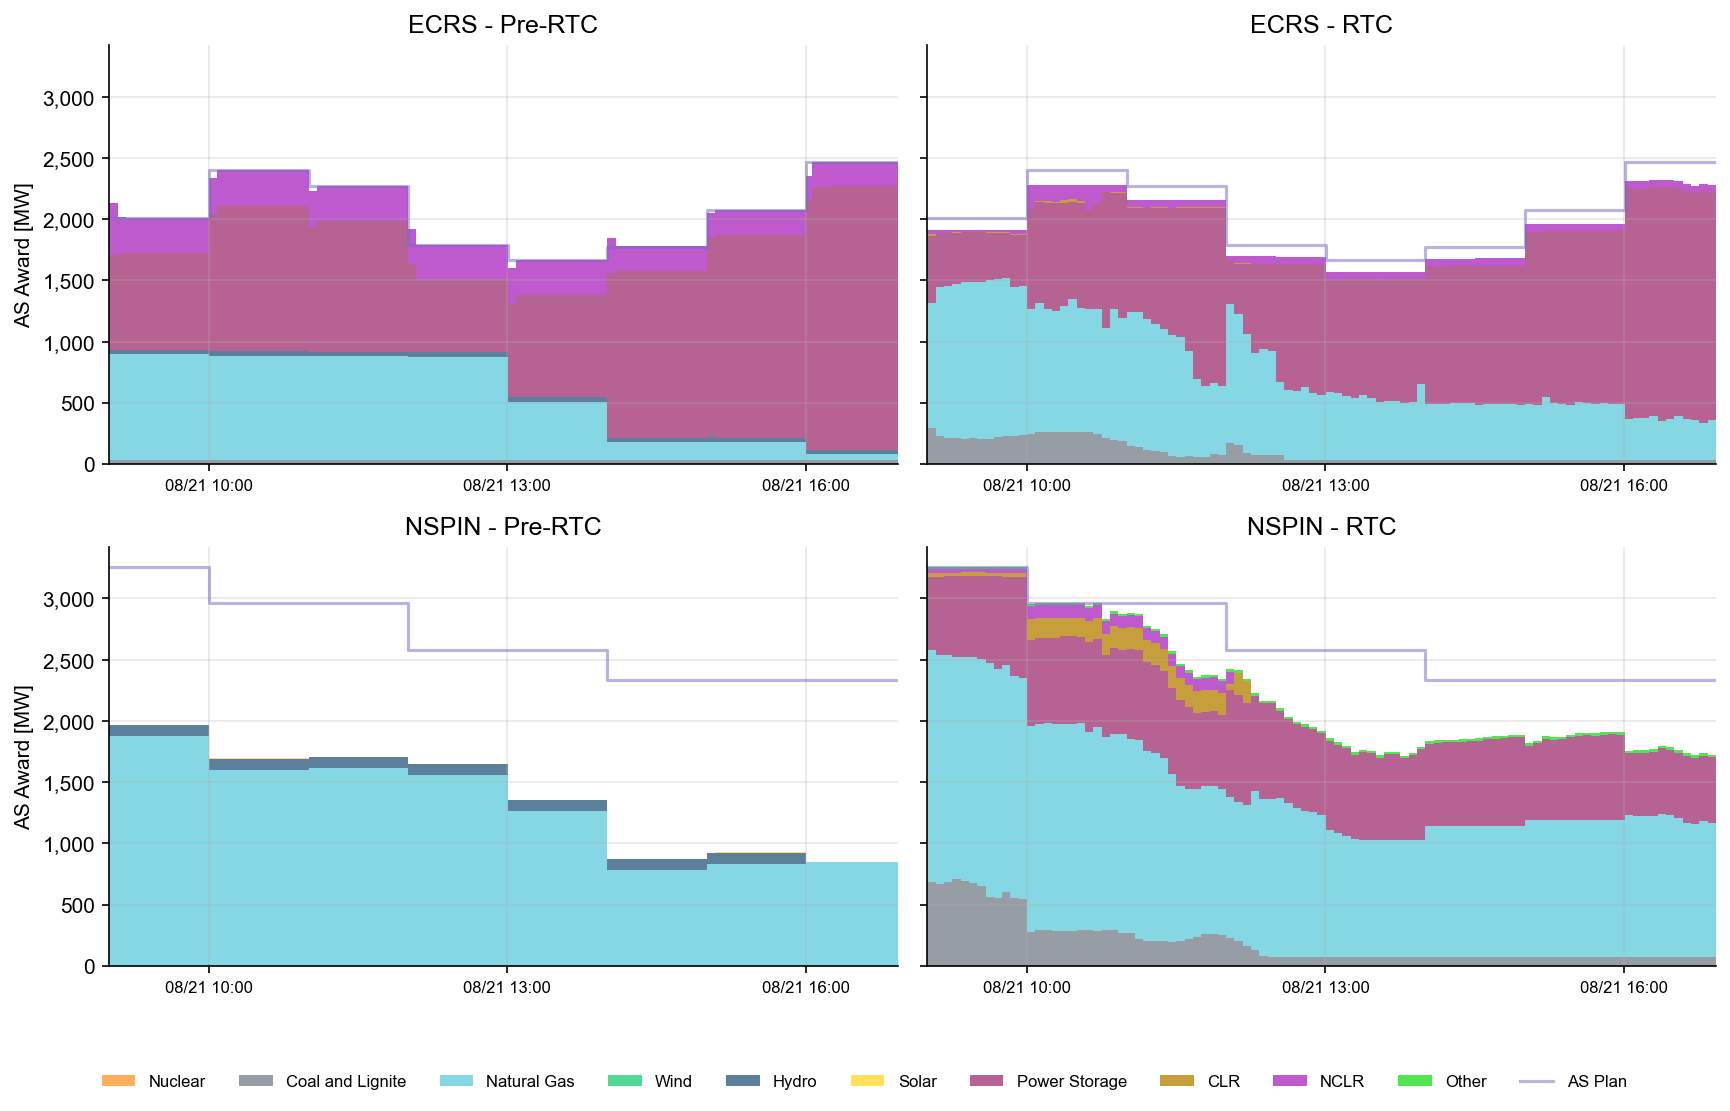 ECRS - Pre-RTC
ECRS - RTC
AS Award [MW]
3,000
2,500
2,000
1,500
1,000
500
0
08/21 10:00
08/21 13:00
08/21 16:00
08/21 10:00
08/21 13:00
08/21 16:00
NSPIN - Pre-RTC
NSPIN - RTC
AS Award [MW]
3,000
2,500
2,000
1,500
1,000
500
0
08/21 10:00
08/21 13:00
08/21 16:00
08/21 10:00
08/21 13:00
08/21 16:00
Nuclear
Coal and Lignite
Natural Gas
Wind
Hydro
Solar
Power Storage
CLR
NCLR
Other
AS Plan